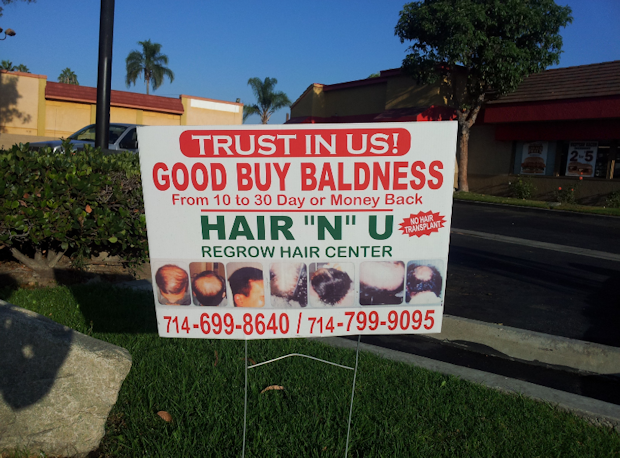 TRUST IN US!
GOOD BUY BALDNESS
From 10 to 30 Day or Money Back
HAIR "N" U
NO HAIR
TRANSPLANT
REGROW HAIR CENTER
714-699-8640 / 714-799-9095